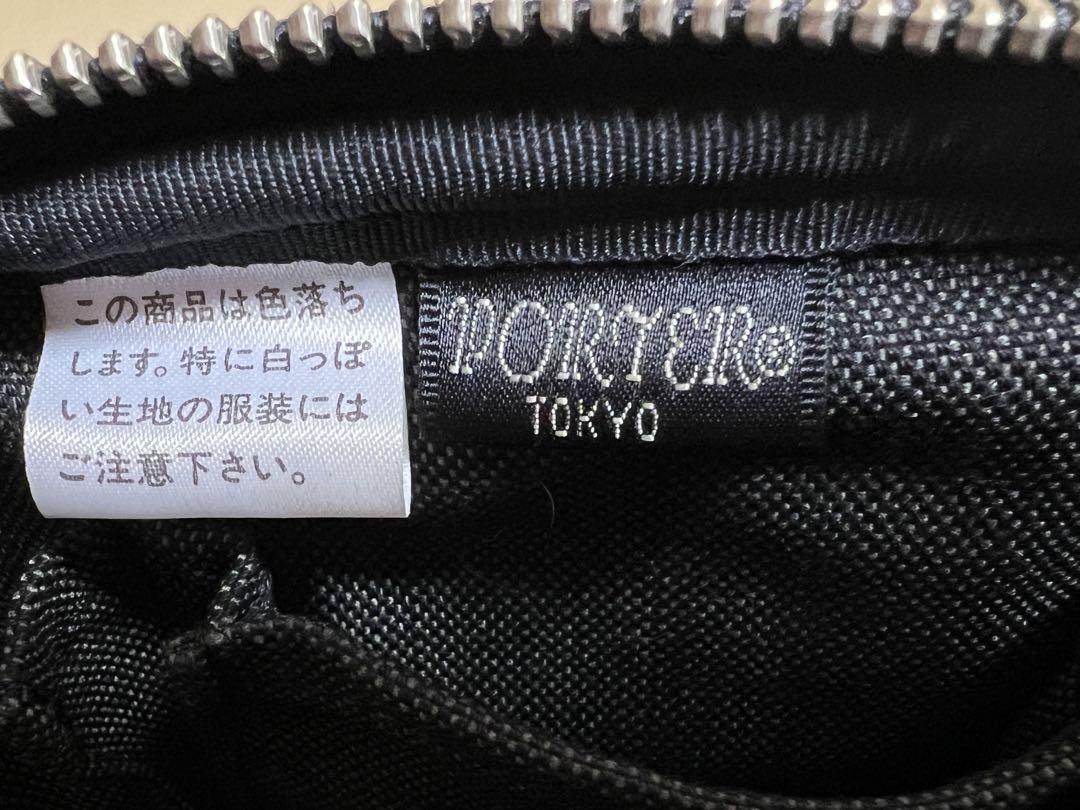 この商品は色落ち
します。特に白っぽ
い生地の服装には
ご注意下さい。
PORTER®
TOKYO